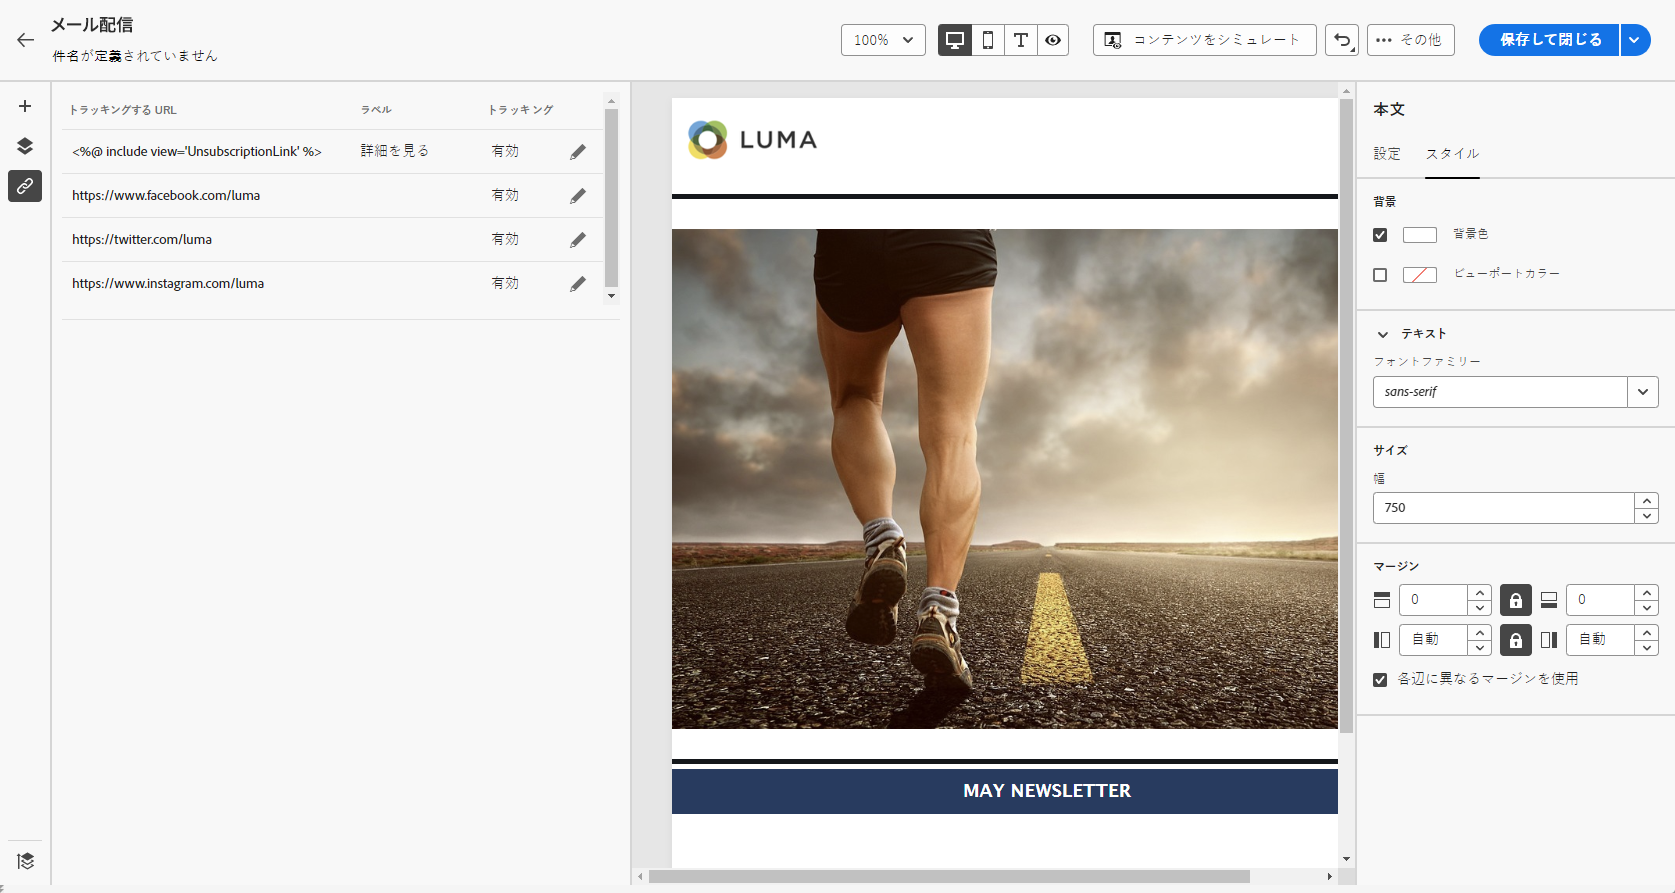 メール配信
件名が定義されていません
100%
コンテンツをシミュレート
その他
保存して閉じる
トラッキングする URL ラベル トラッキング
<%@ include view='UnsubscriptionLink' %> 詳細を見る 有効
https://www.facebook.com/luma 有効
https://twitter.com/luma 有効
https://www.instagram.com/luma 有効
LUMA
MAY NEWSLETTER
本文
設定 スタイル
背景
背景色
ビューポートカラー
テキスト
フォントファミリー
sans-serif
サイズ
幅
750
マージン
0 0
自動 自動
各辺に異なるマージンを使用